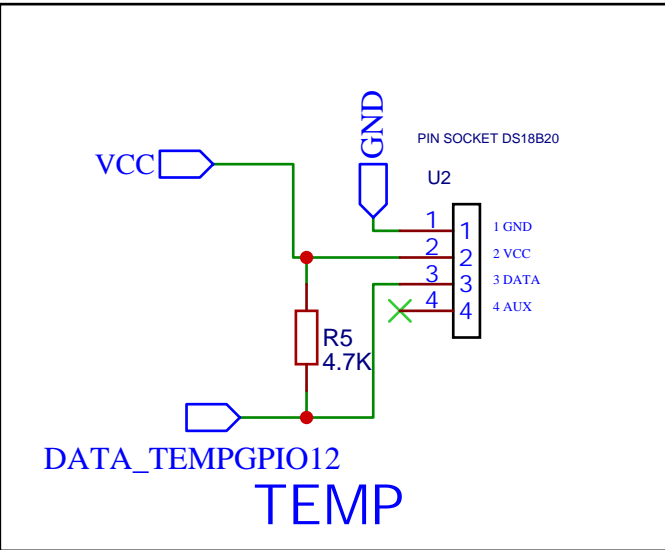 GND
PIN SOCKET DS18B20
VCC
U2
1 1 1 GND
2 2 2 VCC
3 3 3 DATA
4 4 4 AUX
R5
4.7K
DATA_TEMPGPIO12
TEMP